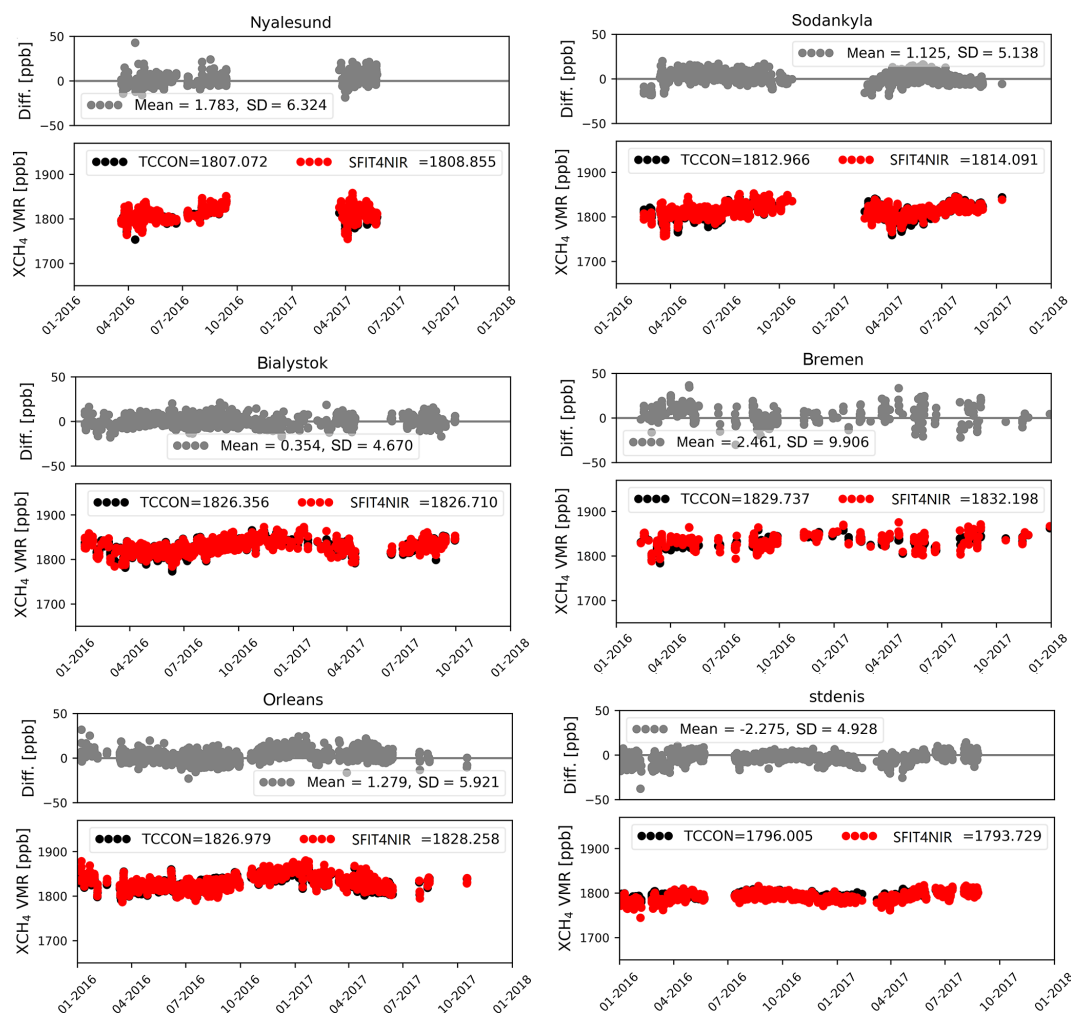 Nyalesund
50
0
−50
Diff. [ppb]
Mean = 1.783, SD = 6.324
1900
1800
1700
XCH₄ VMR [ppb]
TCCON=1807.072 SFIT4NIR =1808.855
01-2016 04-2016 07-2016 10-2016 01-2017 04-2017 07-2017 10-2017 01-2018
Sodankyla
50
0
−50
Diff. [ppb]
Mean = 1.125, SD = 5.138
1900
1800
1700
XCH₄ VMR [ppb]
TCCON=1812.966 SFIT4NIR =1814.091
01-2016 04-2016 07-2016 10-2016 01-2017 04-2017 07-2017 10-2017 01-2018
Bialystok
50
0
−50
Diff. [ppb]
Mean = 0.354, SD = 4.670
1900
1800
1700
XCH₄ VMR [ppb]
TCCON=1826.356 SFIT4NIR =1826.710
01-2016 04-2016 07-2016 10-2016 01-2017 04-2017 07-2017 10-2017 01-2018
Bremen
50
0
−50
Diff. [ppb]
Mean = 2.461, SD = 9.906
1900
1800
1700
XCH₄ VMR [ppb]
TCCON=1829.737 SFIT4NIR =1832.198
01-2016 04-2016 07-2016 10-2016 01-2017 04-2017 07-2017 10-2017 01-2018
Orleans
50
0
−50
Diff. [ppb]
Mean = 1.279, SD = 5.921
1900
1800
1700
XCH₄ VMR [ppb]
TCCON=1826.979 SFIT4NIR =1828.258
01-2016 04-2016 07-2016 10-2016 01-2017 04-2017 07-2017 10-2017 01-2018
stdenis
50
0
−50
Diff. [ppb]
Mean = -2.275, SD = 4.928
1900
1800
1700
XCH₄ VMR [ppb]
TCCON=1796.005 SFIT4NIR =1793.729
01-2016 04-2016 07-2016 10-2016 01-2017 04-2017 07-2017 10-2017 01-2018